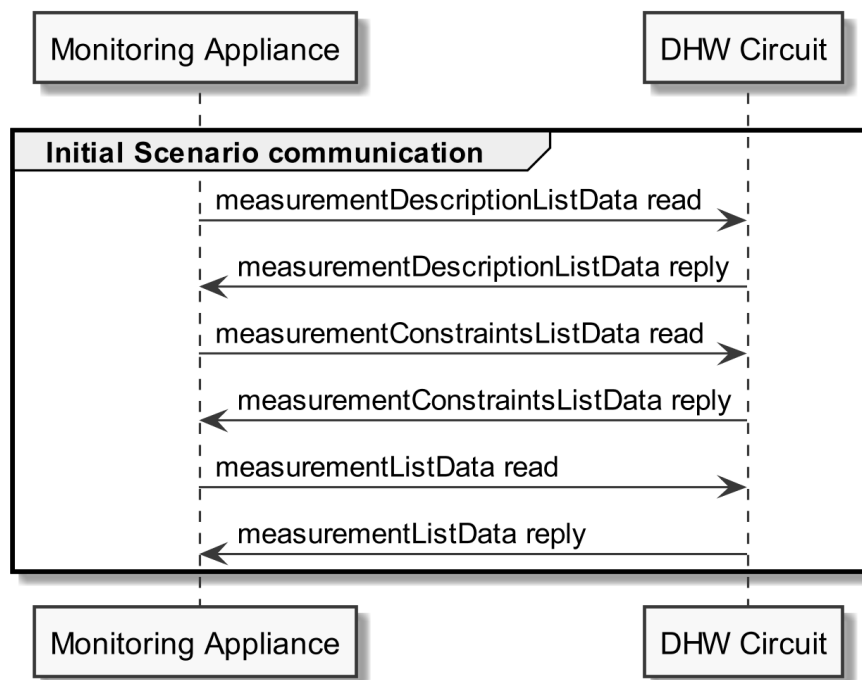 Monitoring Appliance
DHW Circuit
Initial Scenario communication
measurementDescriptionListData read
measurementDescriptionListData reply
measurementConstraintsListData read
measurementConstraintsListData reply
measurementListData read
measurementListData reply
Monitoring Appliance
DHW Circuit